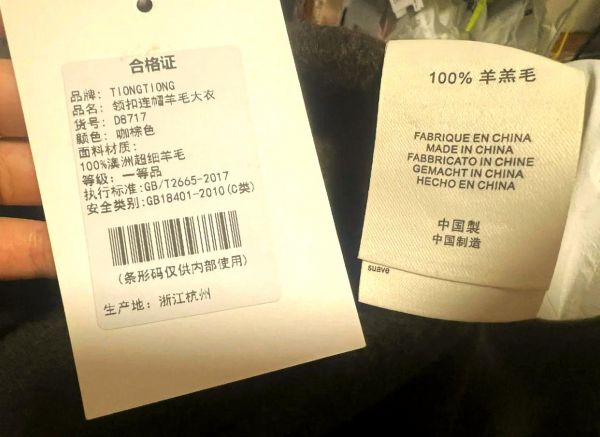 合格证
品牌: TIONGTIONG
品名: 领扣连帽羊毛大衣
货号: D8717
颜色: 咖棕色
面料材质:
100%澳洲超细羊毛
等级: 一等品
执行标准:GB/T2665-2017
安全类别:GB18401-2010(C类)
(条形码仅供内部使用)
生产地: 浙江杭州
100% 羊羔毛
FABRIQUE EN CHINA
MADE IN CHINA
FABBRICATO IN CHINE
GEMACHT IN CHINA
HECHO EN CHINA
中国製
中国制造
suave